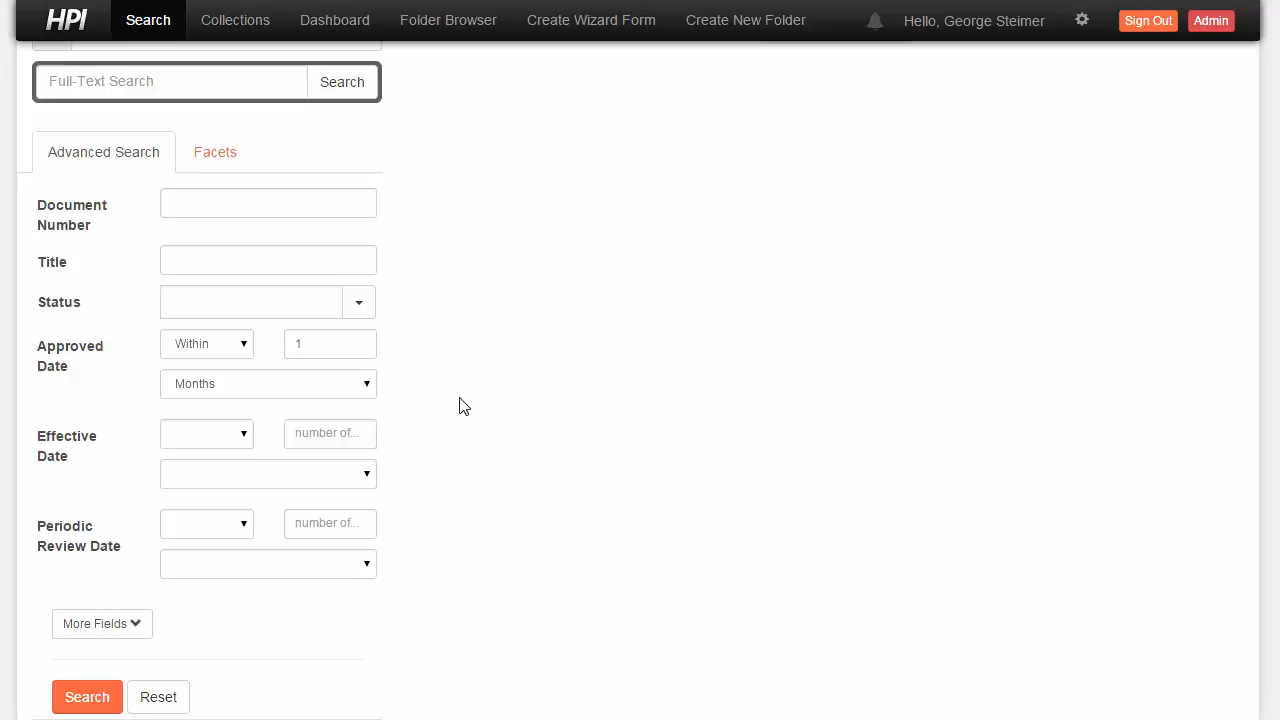 HPI Search Collections Dashboard Folder Browser Create Wizard Form Create New Folder Hello, George Steimer Sign Out Admin
Full-Text Search Search
Advanced Search Facets
Document
Number
Title
Status
Approved
Date
Within 1
Months
Effective
Date
number of...
Periodic
Review Date
number of...
More Fields
Search Reset